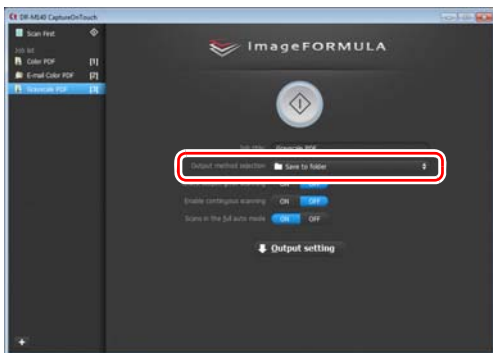 DR-M140 CaptureOnTouch
Scan First
Job list
Color PDF [1]
E-mail Color PDF [2]
Grayscale PDF [3]
imageFORMULA
Job title: Grayscale PDF
Output method selection: Save to folder
ON OFF
Enable contiguous scanning ON OFF
Scans in the full auto mode ON OFF
Output setting